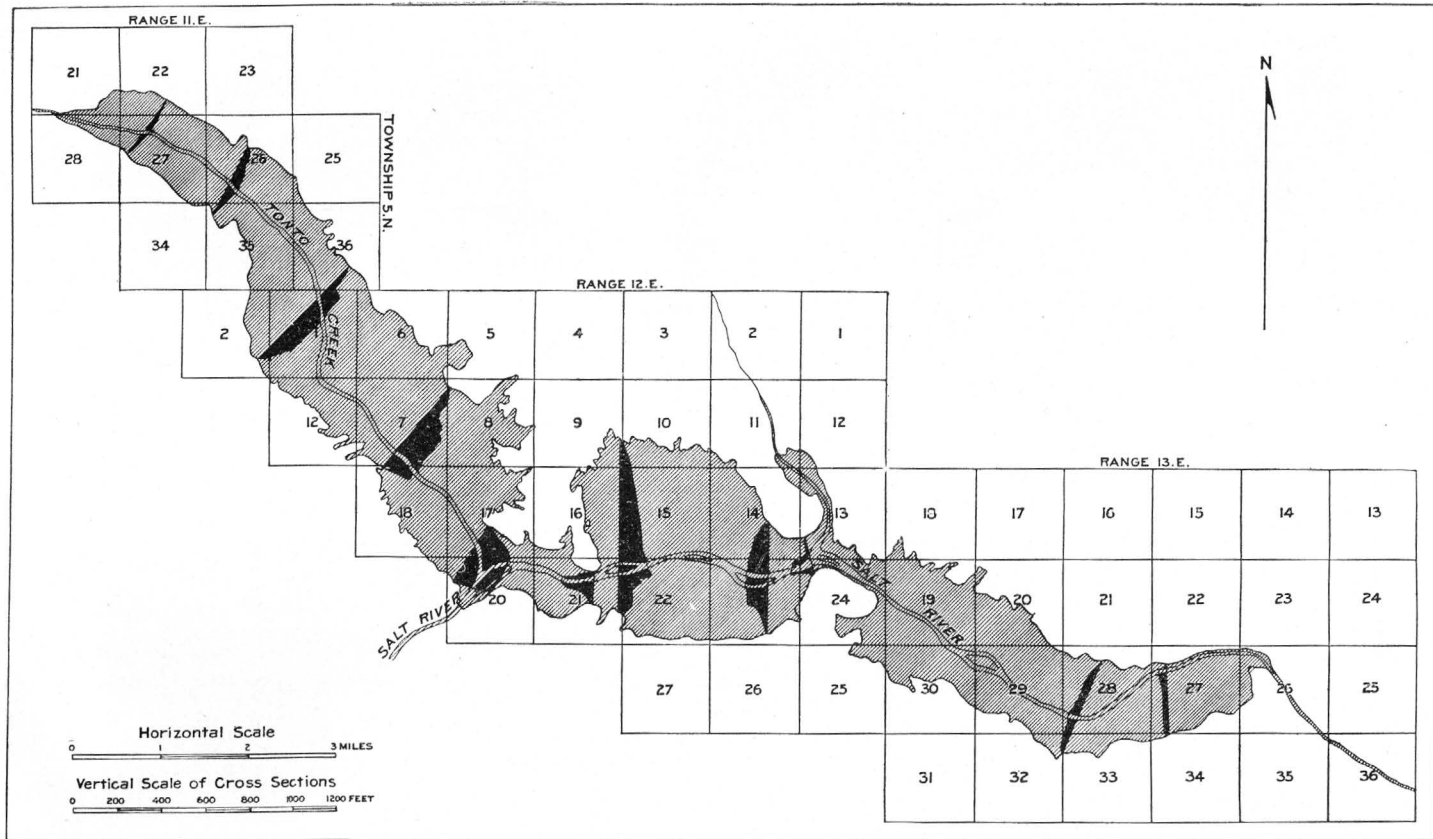 RANGE 11.E.
21 22 23
N
28 27 26 25
TOWNSHIP 5.N.
TONTO
34 35 36
RANGE 12.E.
2 6 5 4 3 2 1
CREEK
12 7 8 9 10 11 12
RANGE 13.E.
18 17 16 15 14 13 18 17 16 15 14 13
SALT RIVER
20 21 22 24 19 20 21 22 23 24
SALT RIVER
27 26 25 30 29 28 27 26 25
Horizontal Scale
0 1 2 3 MILES
Vertical Scale of Cross Sections
0 200 400 600 800 1000 1200 FEET
31 32 33 34 35 36